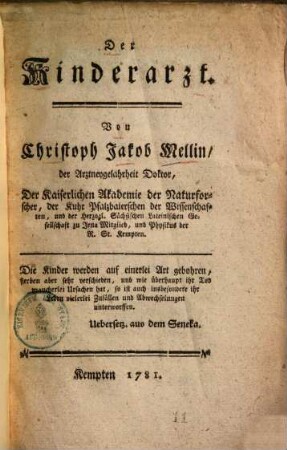 Der
Kinderarzt.
Von
Christoph Jakob Mellin/
der Arzneygelahrheit Doktor,
Der Kaiserlichen Akademie der Naturfor-
scher, der Kuhr Pfalzbaierschen der Wissenschaf-
ten, und der Herzogl. Sächsischen Lateinischen Ge-
sellschaft zu Jena Mitglied, und Physikus der
R. St. Kempten.
Die Kinder werden auf einerlei Art gebohren,
sterben aber sehr verschieden, und wie überhaupt ihr Tod
mancherlei Ursachen hat, so ist auch insbesondere ihr
Leben vielerlei Zufällen und Abwechselungen
unterworfen.
Uebersetz. aus dem Seneka.
Kempten 1781.